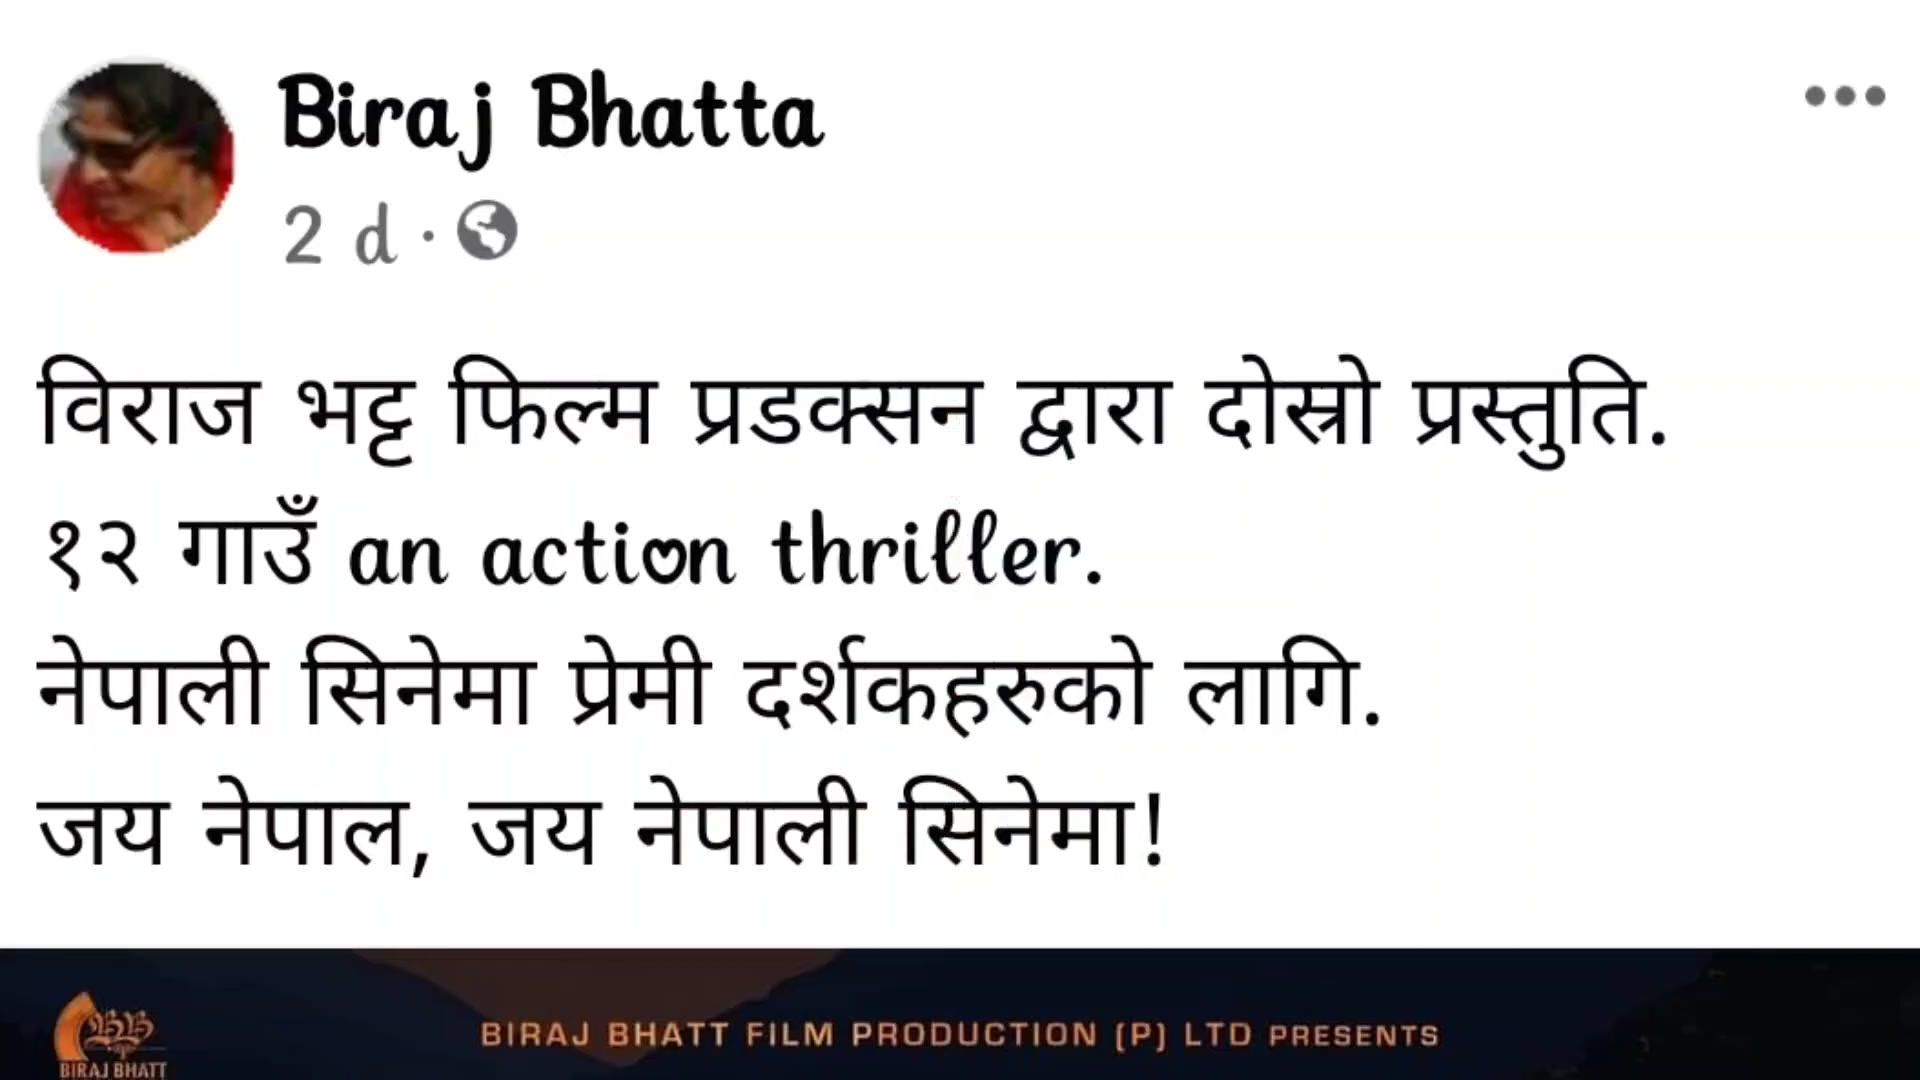 Biraj Bhatta
2 d ·
विराज भट्ट फिल्म प्रडक्सन द्वारा दोस्रो प्रस्तुति.
१२ गाउँ an action thriller.
नेपाली सिनेमा प्रेमी दर्शकहरुको लागि.
जय नेपाल, जय नेपाली सिनेमा!
BIRAJ BHATT FILM PRODUCTION (P) LTD PRESENTS
BB
BIRAJ BHATT